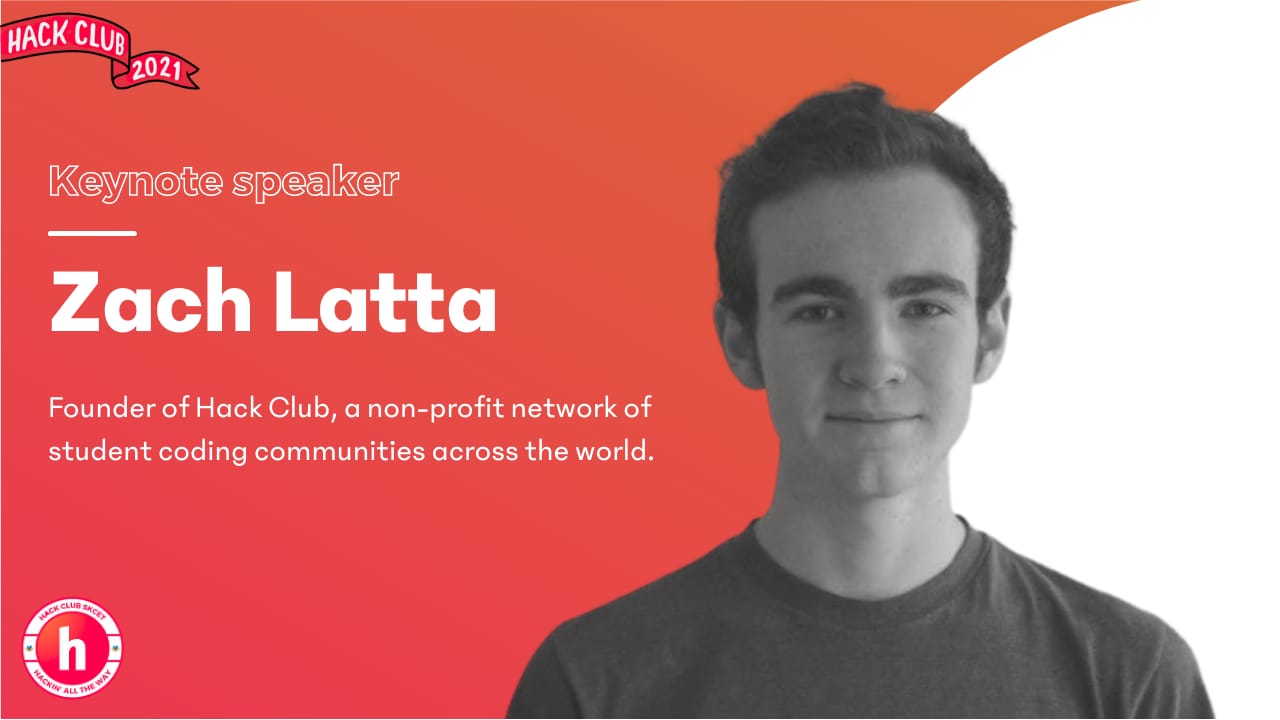 HACK CLUB
2021
Keynote speaker
Zach Latta
Founder of Hack Club, a non-profit network of
student coding communities across the world.
HACK CLUB SKCET
h
HACKIN' ALL THE WAY